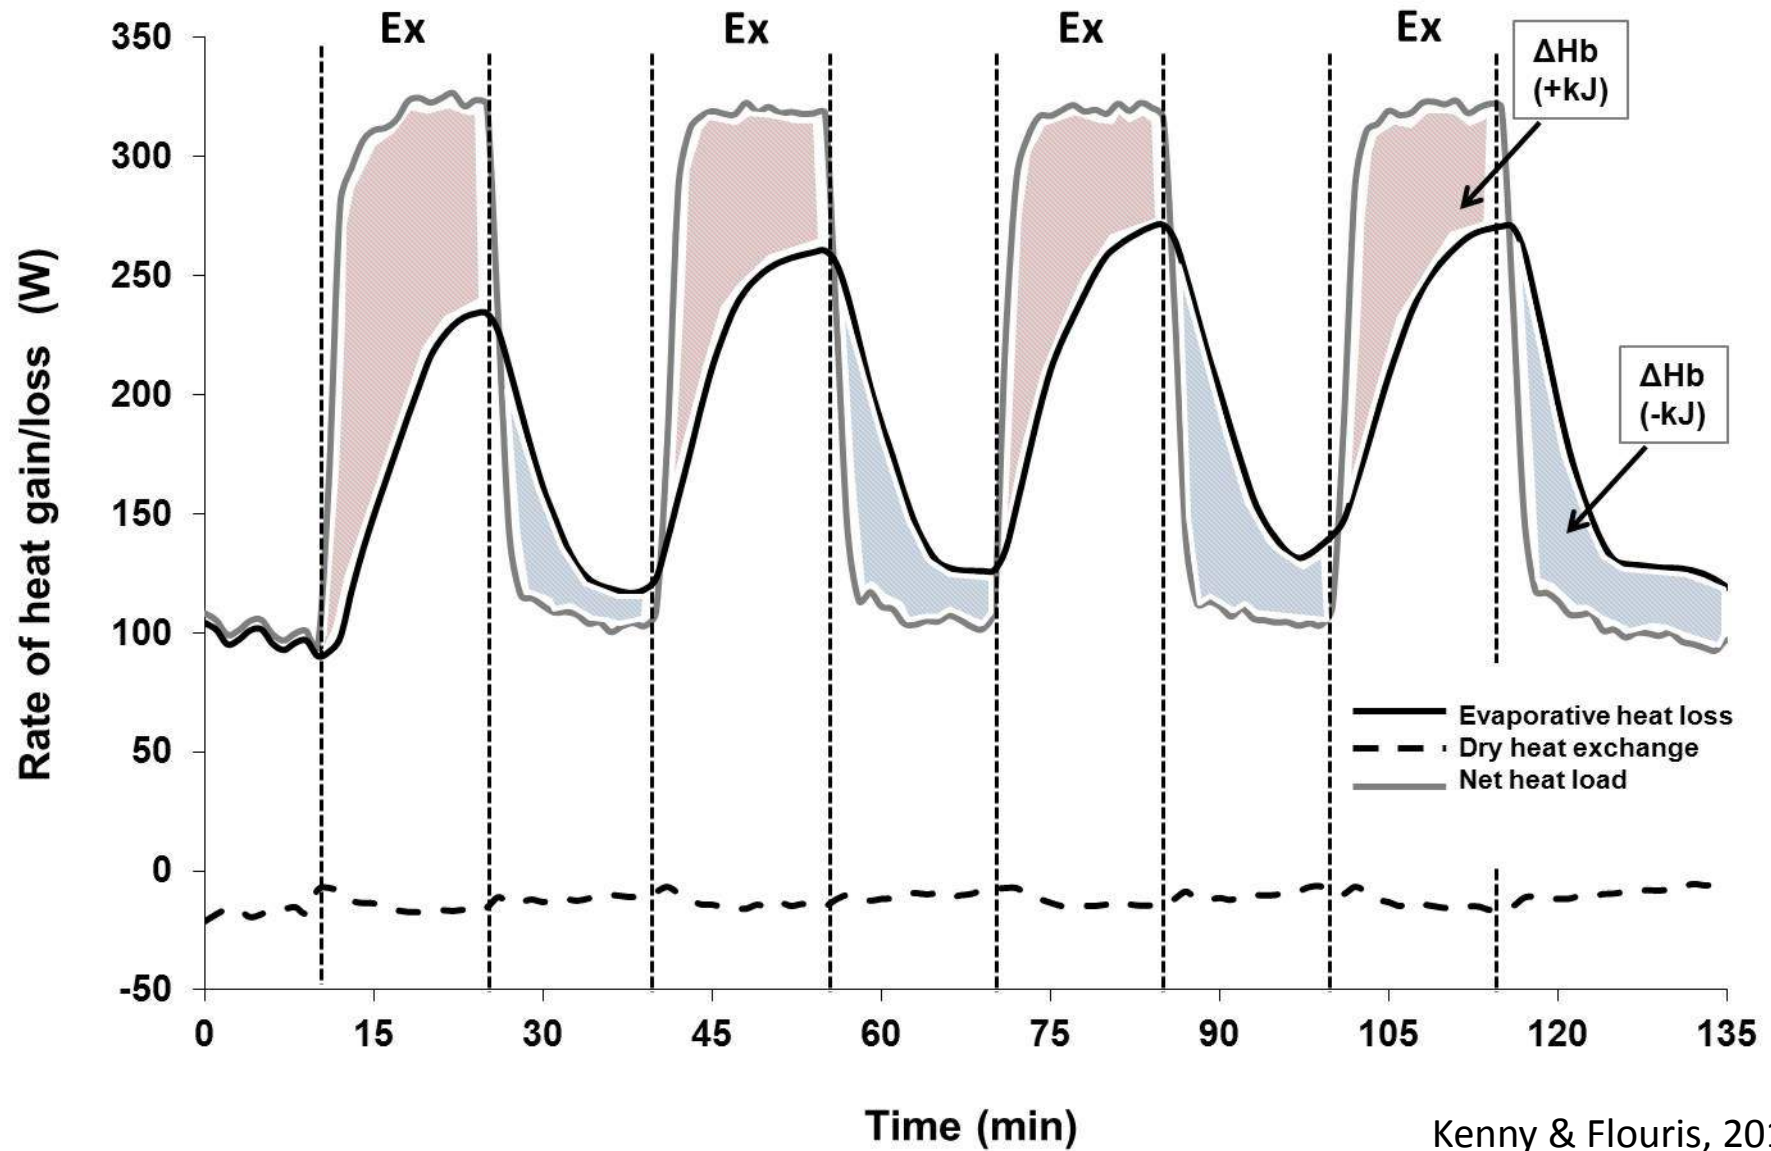 Ex Ex Ex Ex
ΔHb
(+kJ)
ΔHb
(-kJ)
Rate of heat gain/loss (W)
350
300
250
200
150
100
50
0
-50
Evaporative heat loss
Dry heat exchange
Net heat load
0 15 30 45 60 75 90 105 120 135
Time (min)
Kenny & Flouris,